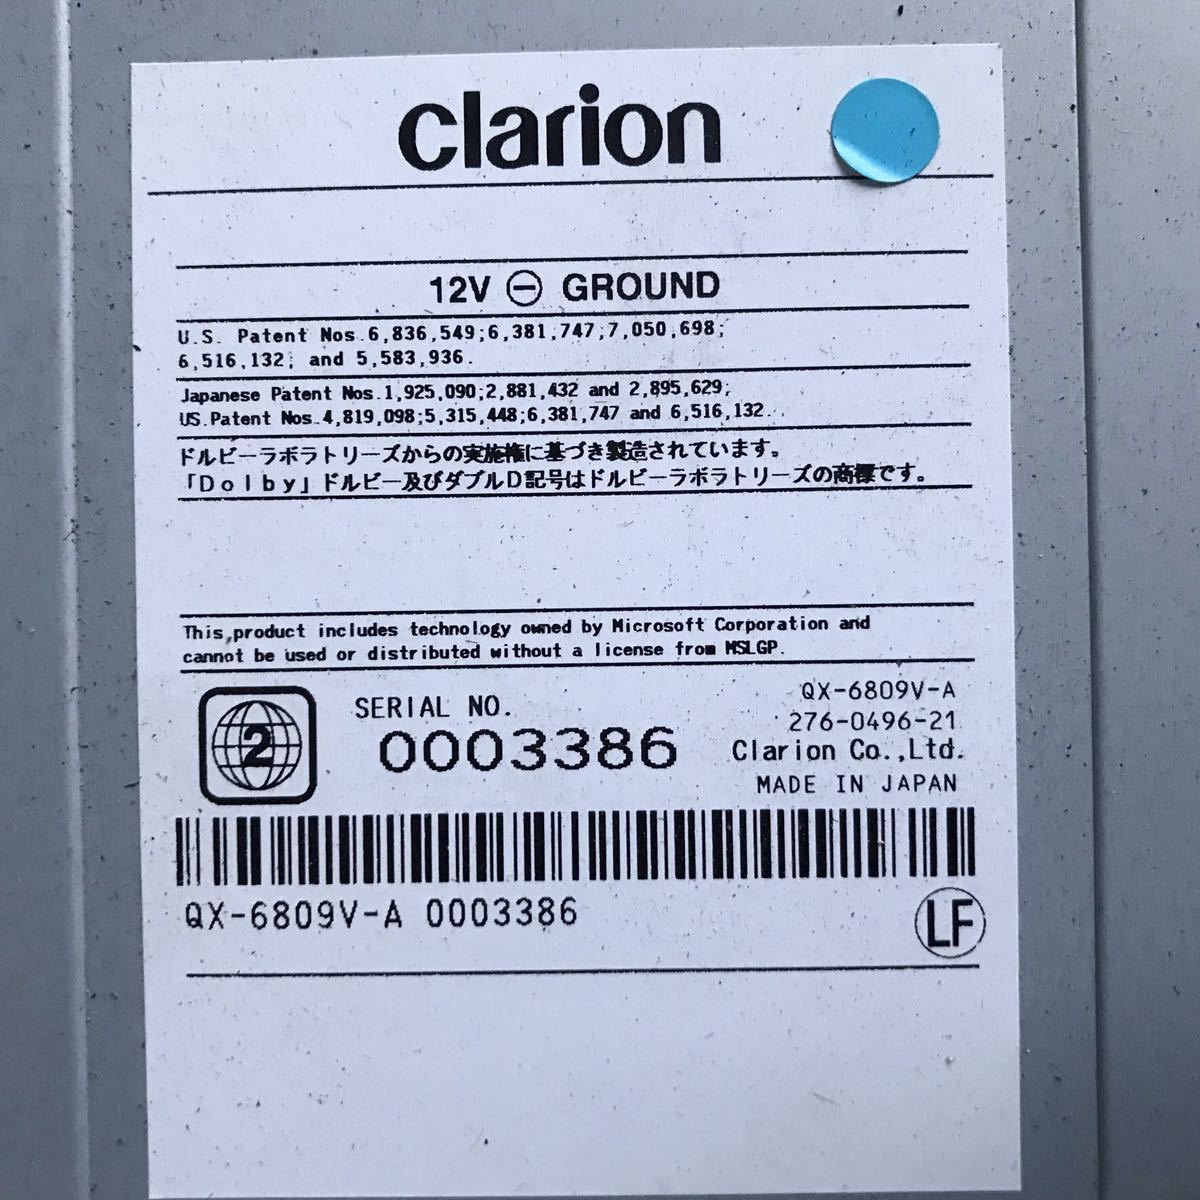 clarion
12V ⊖ GROUND
U.S. Patent Nos.6,836,549;6,381,747;7,050,698;
6,516,132; and 5,583,936.
Japanese Patent Nos.1,925,090;2,881,432 and 2,895,629;
US.Patent Nos.4,819,098;5,315,448;6,381,747 and 6,516,132.
ドルビーラボラトリーズからの実施権に基づき製造されています。
「Dolby」ドルビー及びダブルD記号はドルビーラボラトリーズの商標です。
This product includes technology owned by Microsoft Corporation and
cannot be used or distributed without a license from MSLGP.
2
SERIAL NO.
0003386
QX-6809V-A
276-0496-21
Clarion Co.,Ltd.
MADE IN JAPAN
QX-6809V-A 0003386
LF